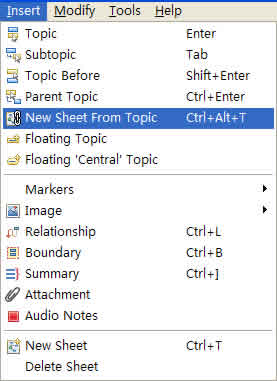 Insert Modify Tools Help
Topic Enter
Subtopic Tab
Topic Before Shift+Enter
Parent Topic Ctrl+Enter
New Sheet From Topic Ctrl+Alt+T
Floating Topic
Floating 'Central' Topic
Markers
Image
Relationship Ctrl+L
Boundary Ctrl+B
Summary Ctrl+]
Attachment
Audio Notes
New Sheet Ctrl+T
Delete Sheet